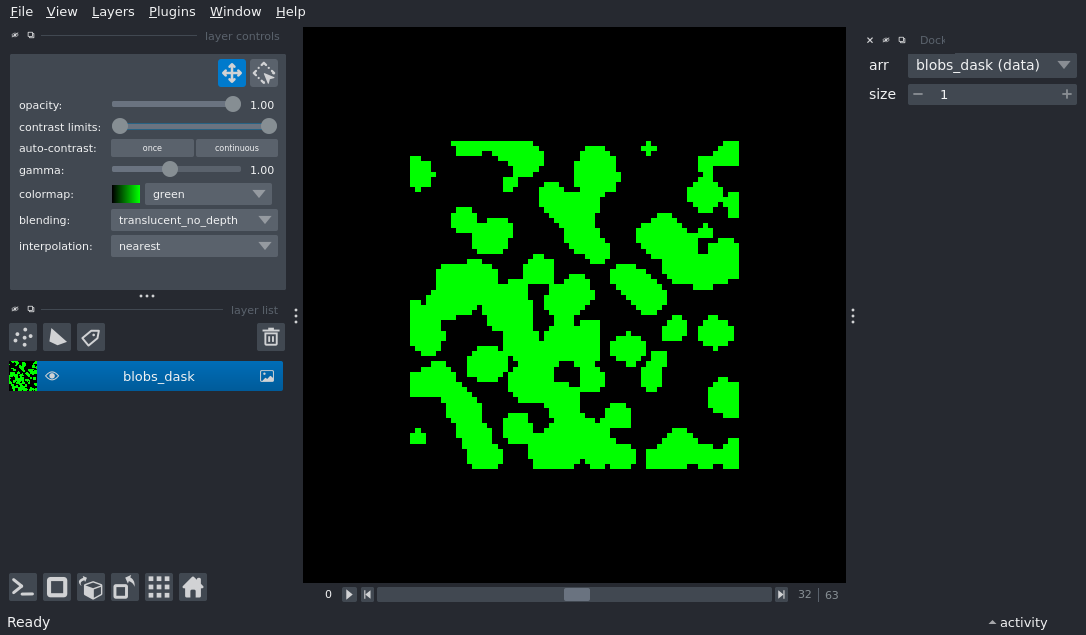 File View Layers Plugins Window Help
layer controls
opacity: 1.00
contrast limits:
auto-contrast: once continuous
gamma: 1.00
colormap: green
blending: translucent_no_depth
interpolation: nearest
layer list
blobs_dask
Dock
arr blobs_dask (data)
size 1
0 32 63
Ready
activity